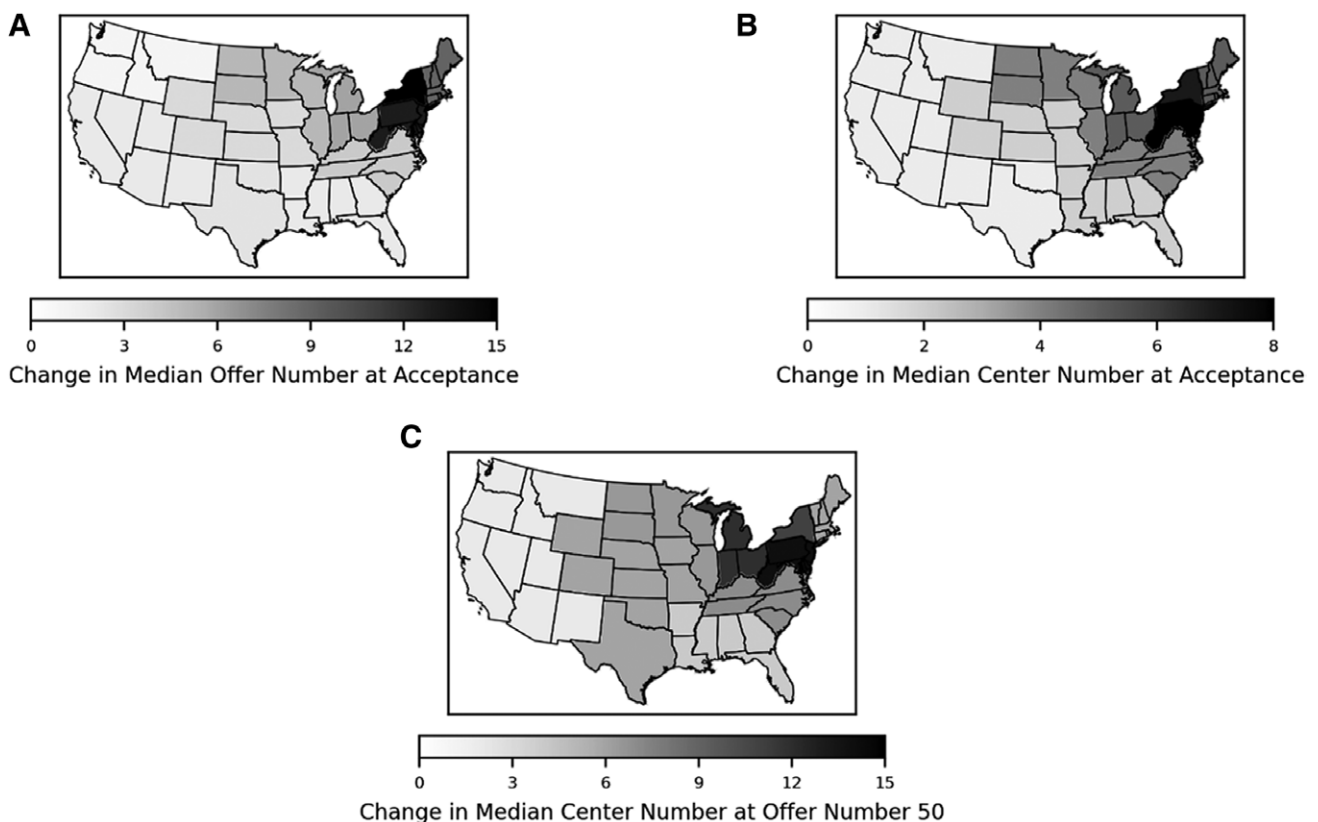 A
B
0 3 6 9 12 15
Change in Median Offer Number at Acceptance
0 2 4 6 8
Change in Median Center Number at Acceptance
C
0 3 6 9 12 15
Change in Median Center Number at Offer Number 50